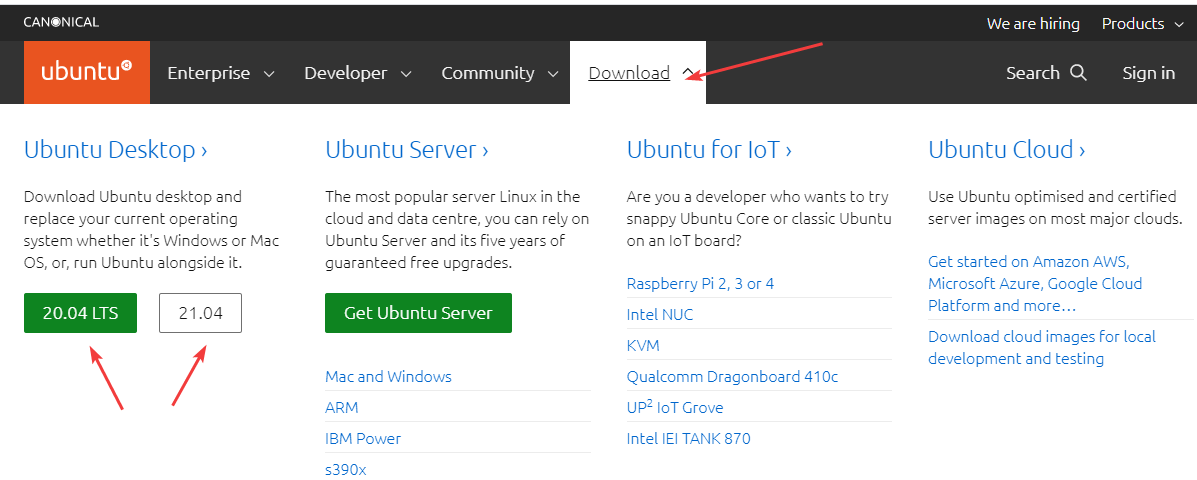 CANONICAL
We are hiring Products
ubuntu Enterprise Developer Community Download Search Sign in
Ubuntu Desktop ›
Download Ubuntu desktop and
replace your current operating
system whether it's Windows or Mac
OS, or, run Ubuntu alongside it.
20.04 LTS 21.04
Ubuntu Server ›
The most popular server Linux in the
cloud and data centre, you can rely on
Ubuntu Server and its five years of
guaranteed free upgrades.
Get Ubuntu Server
Mac and Windows
ARM
IBM Power
s390x
Ubuntu for IoT ›
Are you a developer who wants to try
snappy Ubuntu Core or classic Ubuntu
on an IoT board?
Raspberry Pi 2, 3 or 4
Intel NUC
KVM
Qualcomm Dragonboard 410c
UP² IoT Grove
Intel IEI TANK 870
Ubuntu Cloud ›
Use Ubuntu optimised and certified
server images on most major clouds.
Get started on Amazon AWS,
Microsoft Azure, Google Cloud
Platform and more…
Download cloud images for local
development and testing